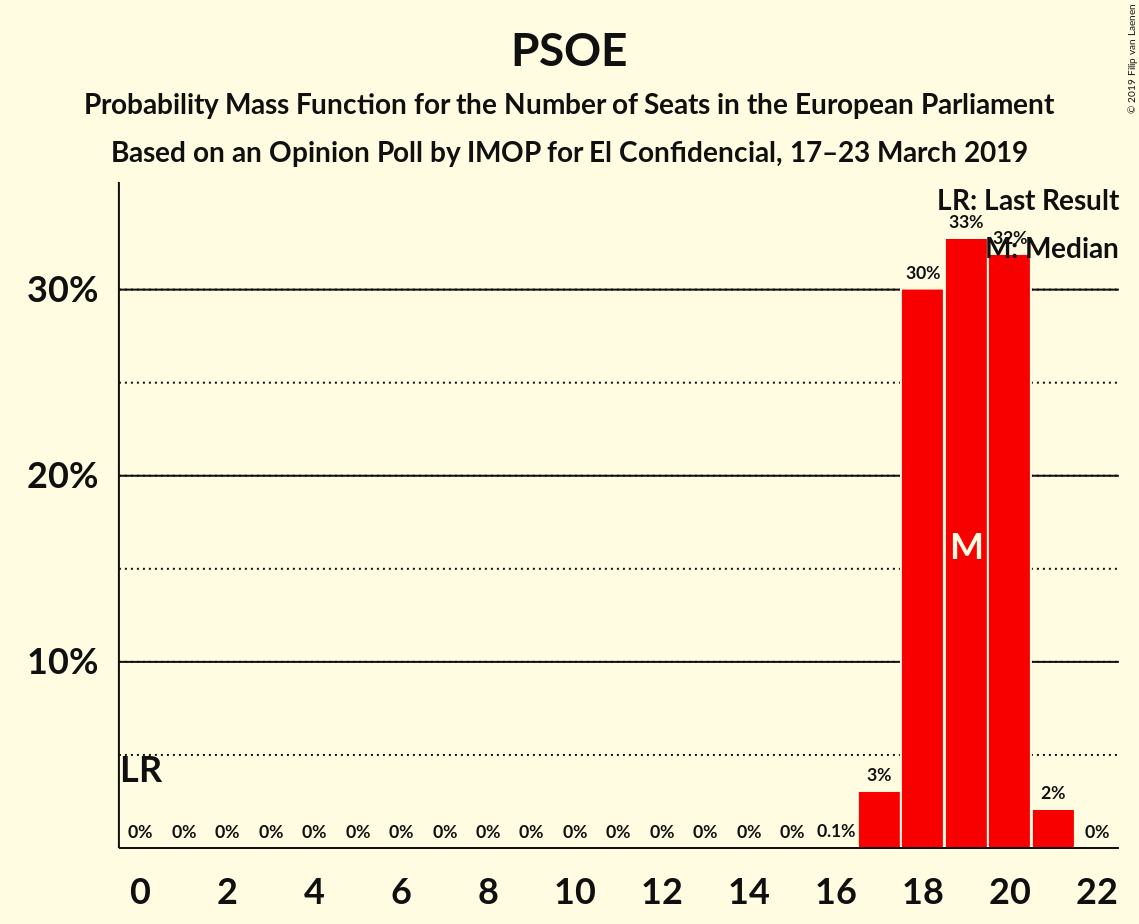 PSOE
Probability Mass Function for the Number of Seats in the European Parliament
Based on an Opinion Poll by IMOP for El Confidencial, 17–23 March 2019
© 2019 Filip van Laenen
LR: Last Result
M: Median
33%
32%
30%
30%
20%
M
10%
LR
3%
2%
0% 0% 0% 0% 0% 0% 0% 0% 0% 0% 0% 0% 0% 0% 0% 0% 0.1% 0%
0 2 4 6 8 10 12 14 16 18 20 22